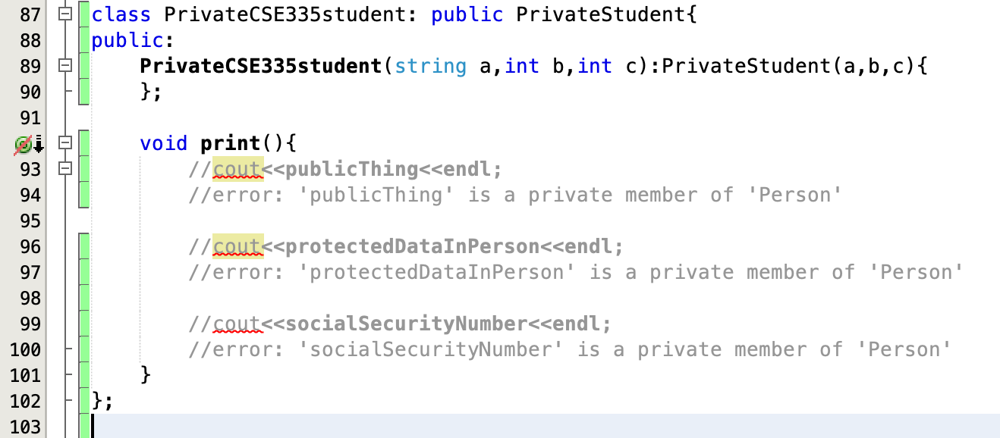 87 class PrivateCSE335student: public PrivateStudent{
88 public:
89     PrivateCSE335student(string a,int b,int c):PrivateStudent(a,b,c){
90     };
91
    void print(){
93         //cout<<publicThing<<endl;
94         //error: 'publicThing' is a private member of 'Person'
95
96         //cout<<protectedDataInPerson<<endl;
97         //error: 'protectedDataInPerson' is a private member of 'Person'
98
99         //cout<<socialSecurityNumber<<endl;
100         //error: 'socialSecurityNumber' is a private member of 'Person'
101     }
102 };
103